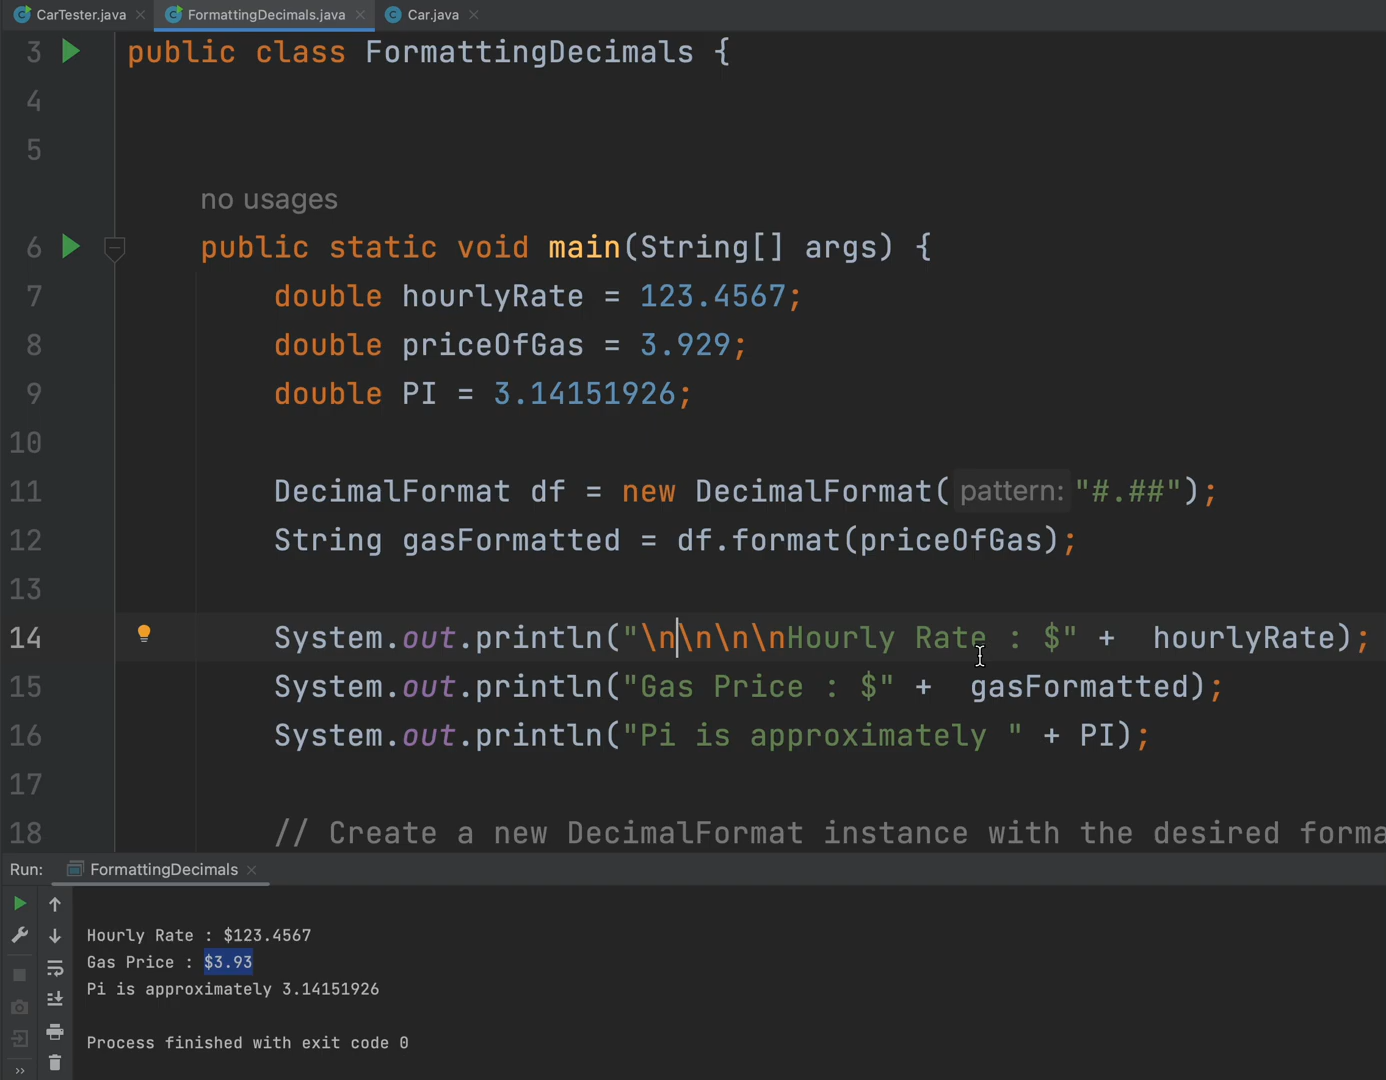 CarTester.java FormattingDecimals.java Car.java
3 public class FormattingDecimals {
4
5
no usages
6 public static void main(String[] args) {
7 double hourlyRate = 123.4567;
8 double priceOfGas = 3.929;
9 double PI = 3.14151926;
10
11 DecimalFormat df = new DecimalFormat( pattern: "#.##");
12 String gasFormatted = df.format(priceOfGas);
13
14 System.out.println("\n\n\n\nHourly Rate : $" +  hourlyRate);
15 System.out.println("Gas Price : $" +  gasFormatted);
16 System.out.println("Pi is approximately " + PI);
17
18 // Create a new DecimalFormat instance with the desired forma
Run: FormattingDecimals
Hourly Rate : $123.4567
Gas Price : $3.93
Pi is approximately 3.14151926
Process finished with exit code 0